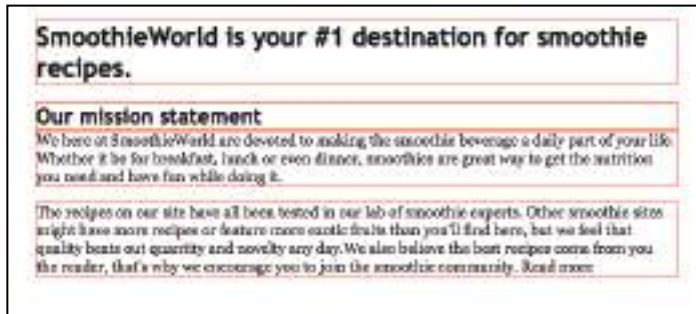 SmoothieWorld is your #1 destination for smoothie
recipes.
Our mission statement
We here at SmoothieWorld are devoted to making the smoothie beverage a daily part of your life.
Whether it be for breakfast, lunch or even dinner, smoothies are great way to get the nutrition
you need and have fun while doing it.
The recipes on our site have all been tested in our lab of smoothie experts. Other smoothie sites
might have more recipes or feature more exotic fruits than you'll find here, but we feel that
quality beats out quantity and novelty any day.We also believe the best recipes come from you
the reader, that's why we encourage you to join the smoothie community. Read more